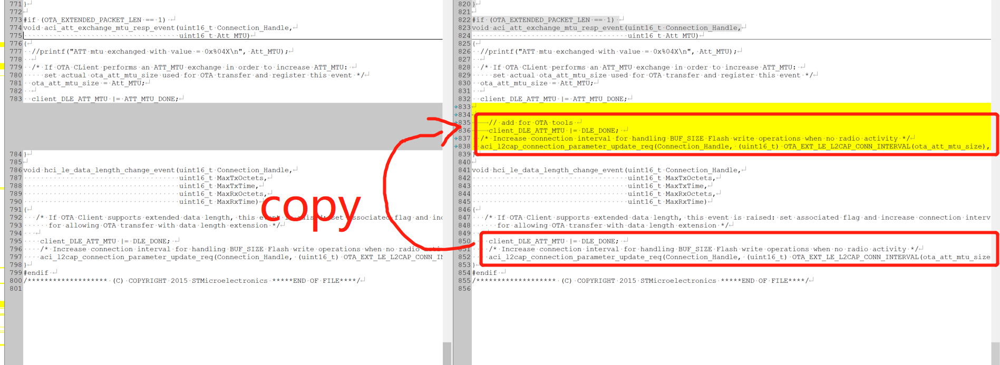 771 }
772
773 #if (OTA_EXTENDED_PACKET_LEN == 1)
774 void aci_att_exchange_mtu_resp_event(uint16_t Connection_Handle,
775 uint16_t Att_MTU)
776 {
777 //printf("ATT mtu exchanged with value = 0x%04X\n", Att_MTU);
778
779 /* If OTA CLient performs an ATT_MTU exchange in order to increase ATT_MTU:
780 set actual ota_att_mtu_size used for OTA transfer and register this event */
781 ota_att_mtu_size = Att_MTU;
782
783 client_DLE_ATT_MTU |= ATT_MTU_DONE;
784 }
785
786 void hci_le_data_length_change_event(uint16_t Connection_Handle,
787 uint16_t MaxTxOctets,
788 uint16_t MaxTxTime,
789 uint16_t MaxRxOctets,
790 uint16_t MaxRxTime)
791 {
792 /* If OTA Client supports extended data length, this event is raised: set associated flag and inc
793 for allowing OTA transfer with data length extension */
794
795 client_DLE_ATT_MTU |= DLE_DONE;
796 /* Increase connection interval for handling BUF_SIZE Flash write operations when no radio
797 aci_l2cap_connection_parameter_update_req(Connection_Handle, (uint16_t) OTA_EXT_LE_L2CAP_CONN_IN
798 }
799 #endif
800 /******************* (C) COPYRIGHT 2015 STMicroelectronics *****END OF FILE****/
801
copy
820 }
821
822 #if (OTA_EXTENDED_PACKET_LEN == 1)
823 void aci_att_exchange_mtu_resp_event(uint16_t Connection_Handle,
824 uint16_t Att_MTU)
825 {
826 //printf("ATT mtu exchanged with value = 0x%04X\n", Att_MTU);
827
828 /* If OTA CLient performs an ATT_MTU exchange in order to increase ATT_MTU:
829 set actual ota_att_mtu_size used for OTA transfer and register this event */
830 ota_att_mtu_size = Att_MTU;
831
832 client_DLE_ATT_MTU |= ATT_MTU_DONE;
833
834
835 // add for OTA tools
836 client_DLE_ATT_MTU |= DLE_DONE;
837 /* Increase connection interval for handling BUF_SIZE Flash write operations when no radio activity */
838 aci_l2cap_connection_parameter_update_req(Connection_Handle, (uint16_t) OTA_EXT_LE_L2CAP_CONN_INTERVAL(ota_att_mtu_size),
839 }
840
841 void hci_le_data_length_change_event(uint16_t Connection_Handle,
842 uint16_t MaxTxOctets,
843 uint16_t MaxTxTime,
844 uint16_t MaxRxOctets,
845 uint16_t MaxRxTime)
846 {
847 /* If OTA Client supports extended data length, this event is raised: set associated flag and increase connection interv
848 for allowing OTA transfer with data length extension */
849
850 client_DLE_ATT_MTU |= DLE_DONE;
851 /* Increase connection interval for handling BUF_SIZE Flash write operations when no radio activity */
852 aci_l2cap_connection_parameter_update_req(Connection_Handle, (uint16_t) OTA_EXT_LE_L2CAP_CONN_INTERVAL(ota_att_mtu_size
853 }
854 #endif
855 /******************* (C) COPYRIGHT 2015 STMicroelectronics *****END OF FILE****/
856